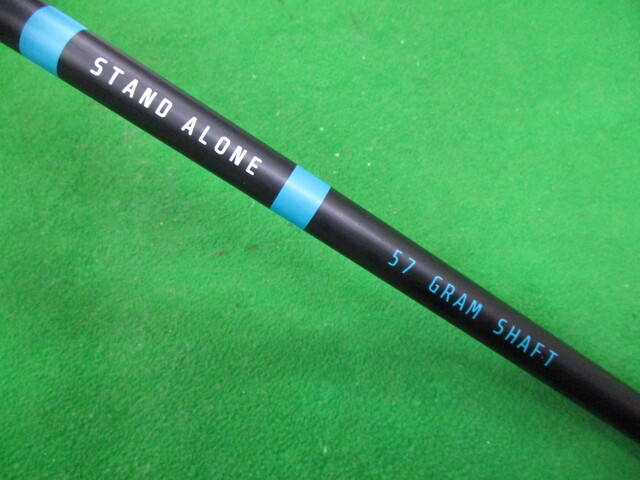 STAND ALONE
57 GRAM SHAFT